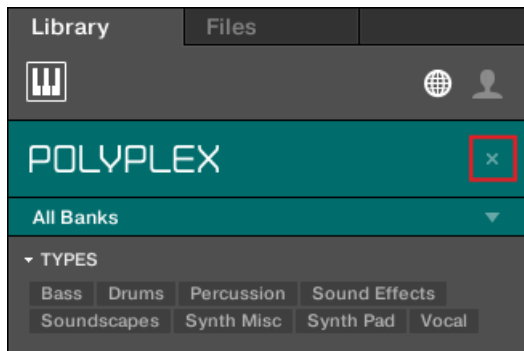 Library Files
POLYPLEX
All Banks
TYPES
Bass Drums Percussion Sound Effects
Soundscapes Synth Misc Synth Pad Vocal